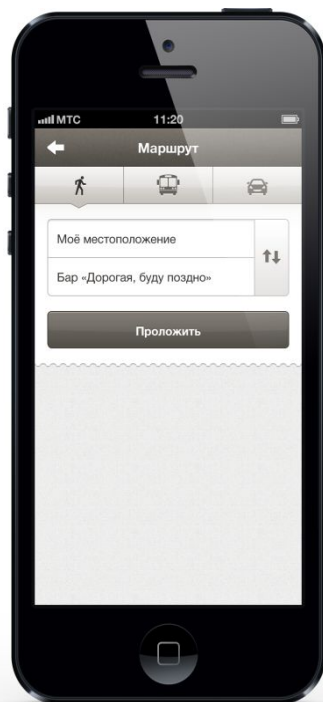 МТС 11:20
Маршрут
Моё местоположение
Бар «Дорогая, буду поздно»
Проложить